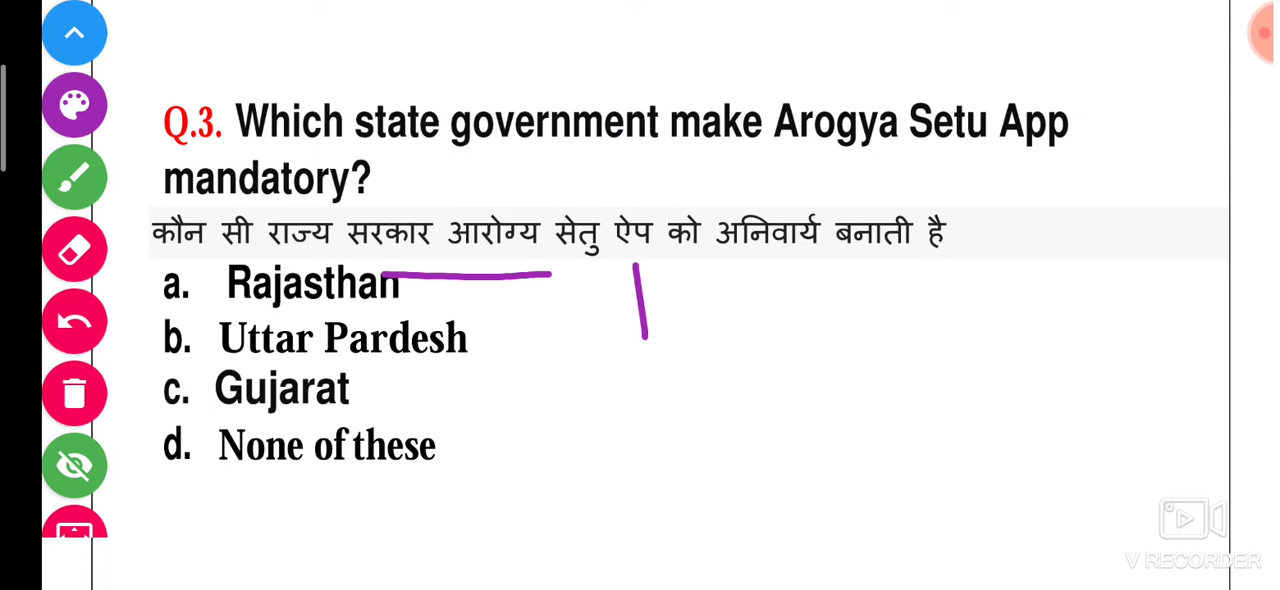 Q.3. Which state government make Arogya Setu App
mandatory?
कौन सी राज्य सरकार आरोग्य सेतु ऐप को अनिवार्य बनाती है
a. Rajasthan
b. Uttar Pardesh
c. Gujarat
d. None of these
V RECORDER